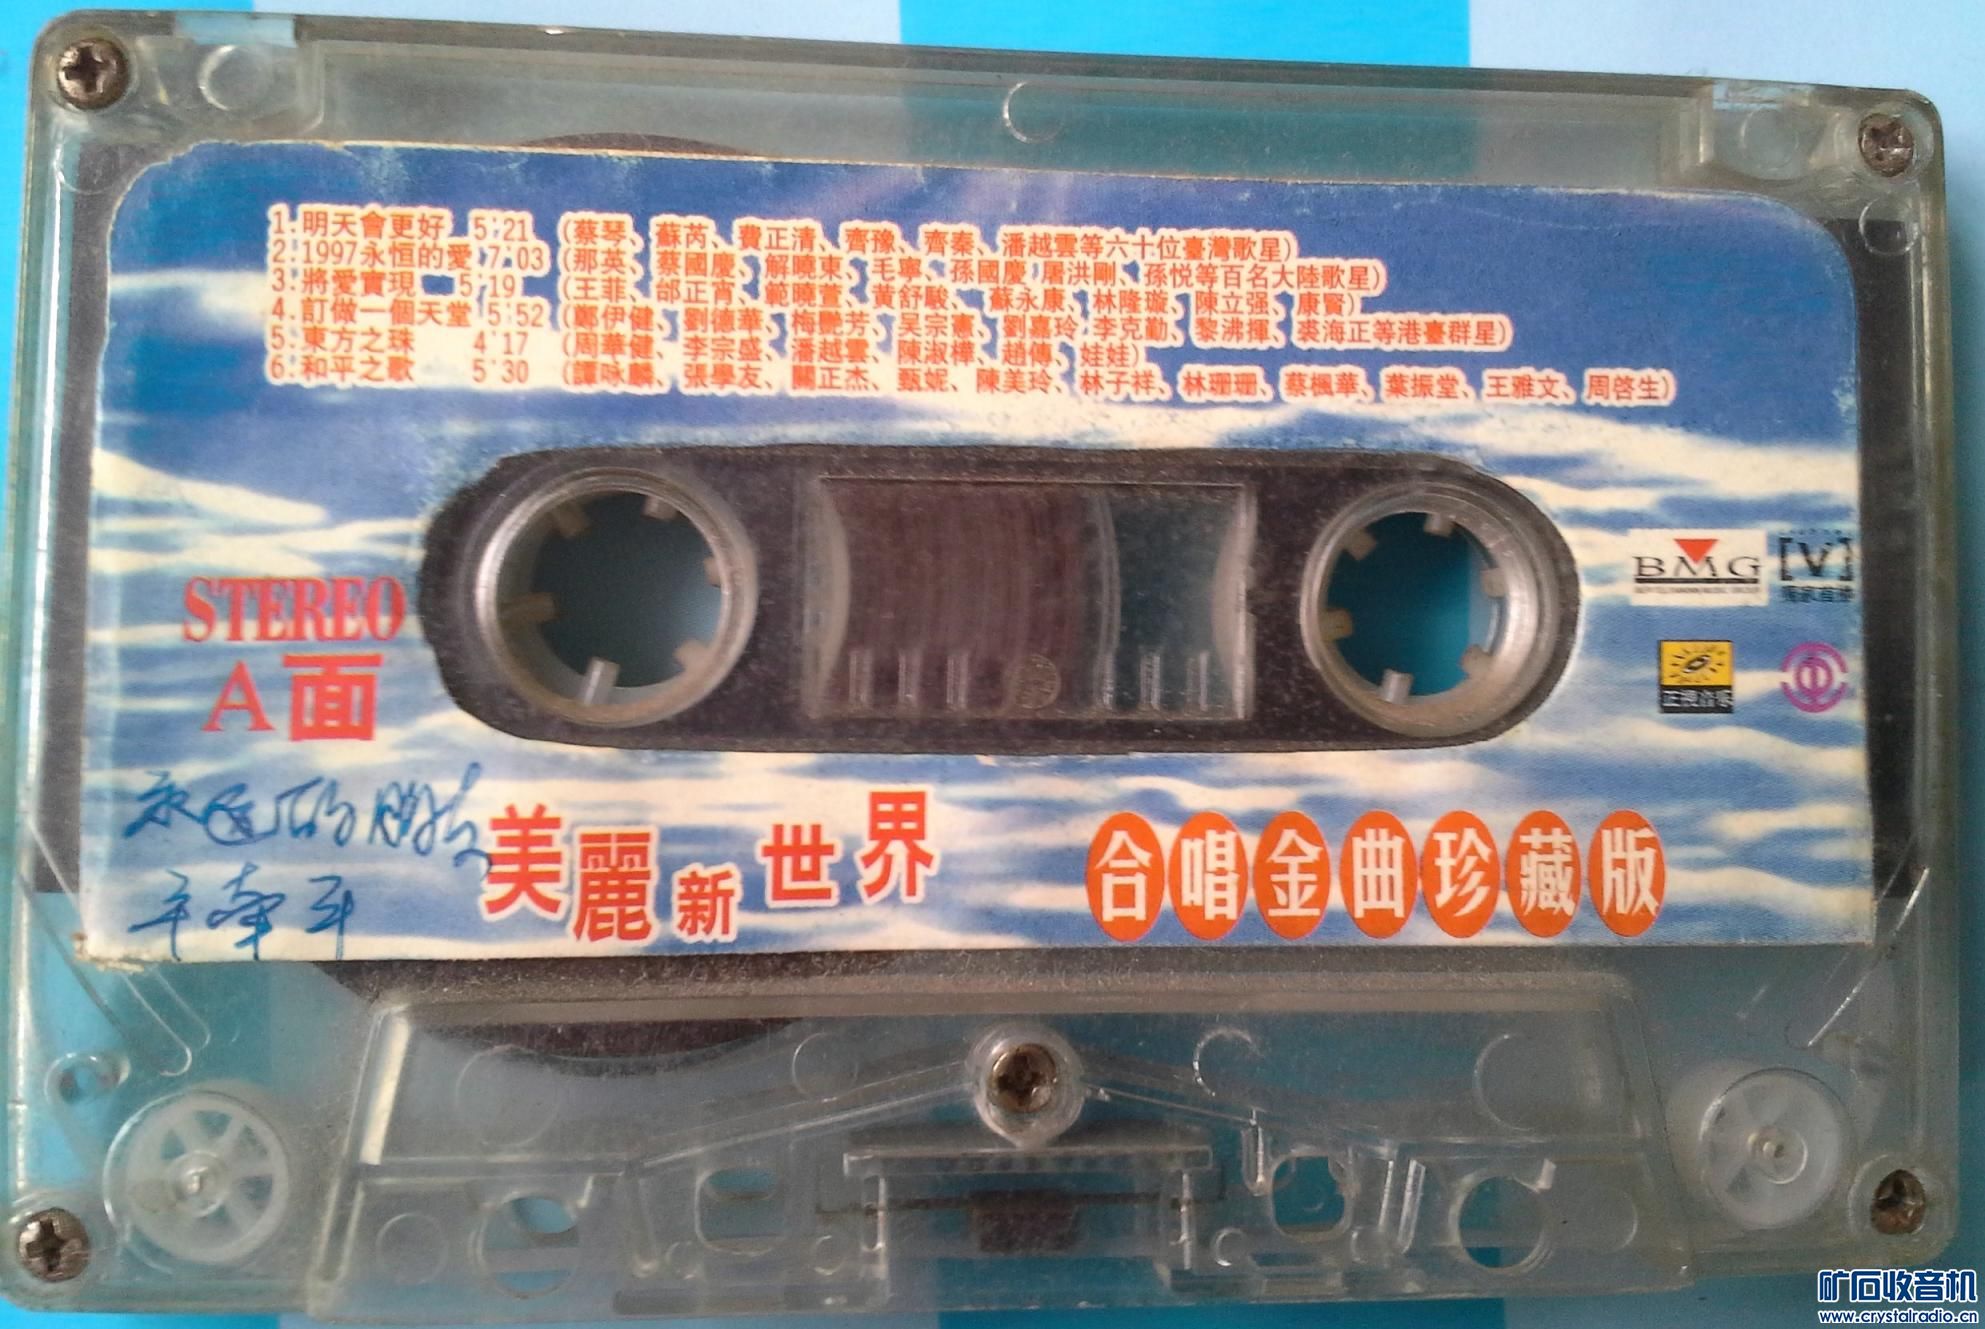 1.明天會更好 5:21 (蔡琴、蘇芮、費正清、齊豫、齊秦、潘越雲等六十位臺灣歌星)
2.1997永恒的愛 7:03 (那英、蔡國慶、解曉東、毛寧、孫國慶、屠洪剛、孫悦等百名大陸歌星)
3.將愛實現 5:19 (王菲、邰正宵、範曉萱、黃舒駿、蘇永康、林隆璇、陳立强、康賢)
4.訂做一個天堂 5:52 (鄭伊健、劉德華、梅艷芳、吴宗憲、劉嘉玲、李克勤、黎沸揮、裘海正等港臺群星)
5.東方之珠 4:17 (周華健、李宗盛、潘越雲、陳淑樺、趙傳、娃娃)
6.和平之歌 5:30 (譚咏麟、張學友、關正杰、甄妮、陳美玲、林子祥、林珊珊、蔡楓華、葉振堂、王雅文、周啓生)
BMG [V]
STEREO
A面
永远的朋友
美麗新世界
合唱金曲珍藏版
矿石收音机
www.crystalradio.cn